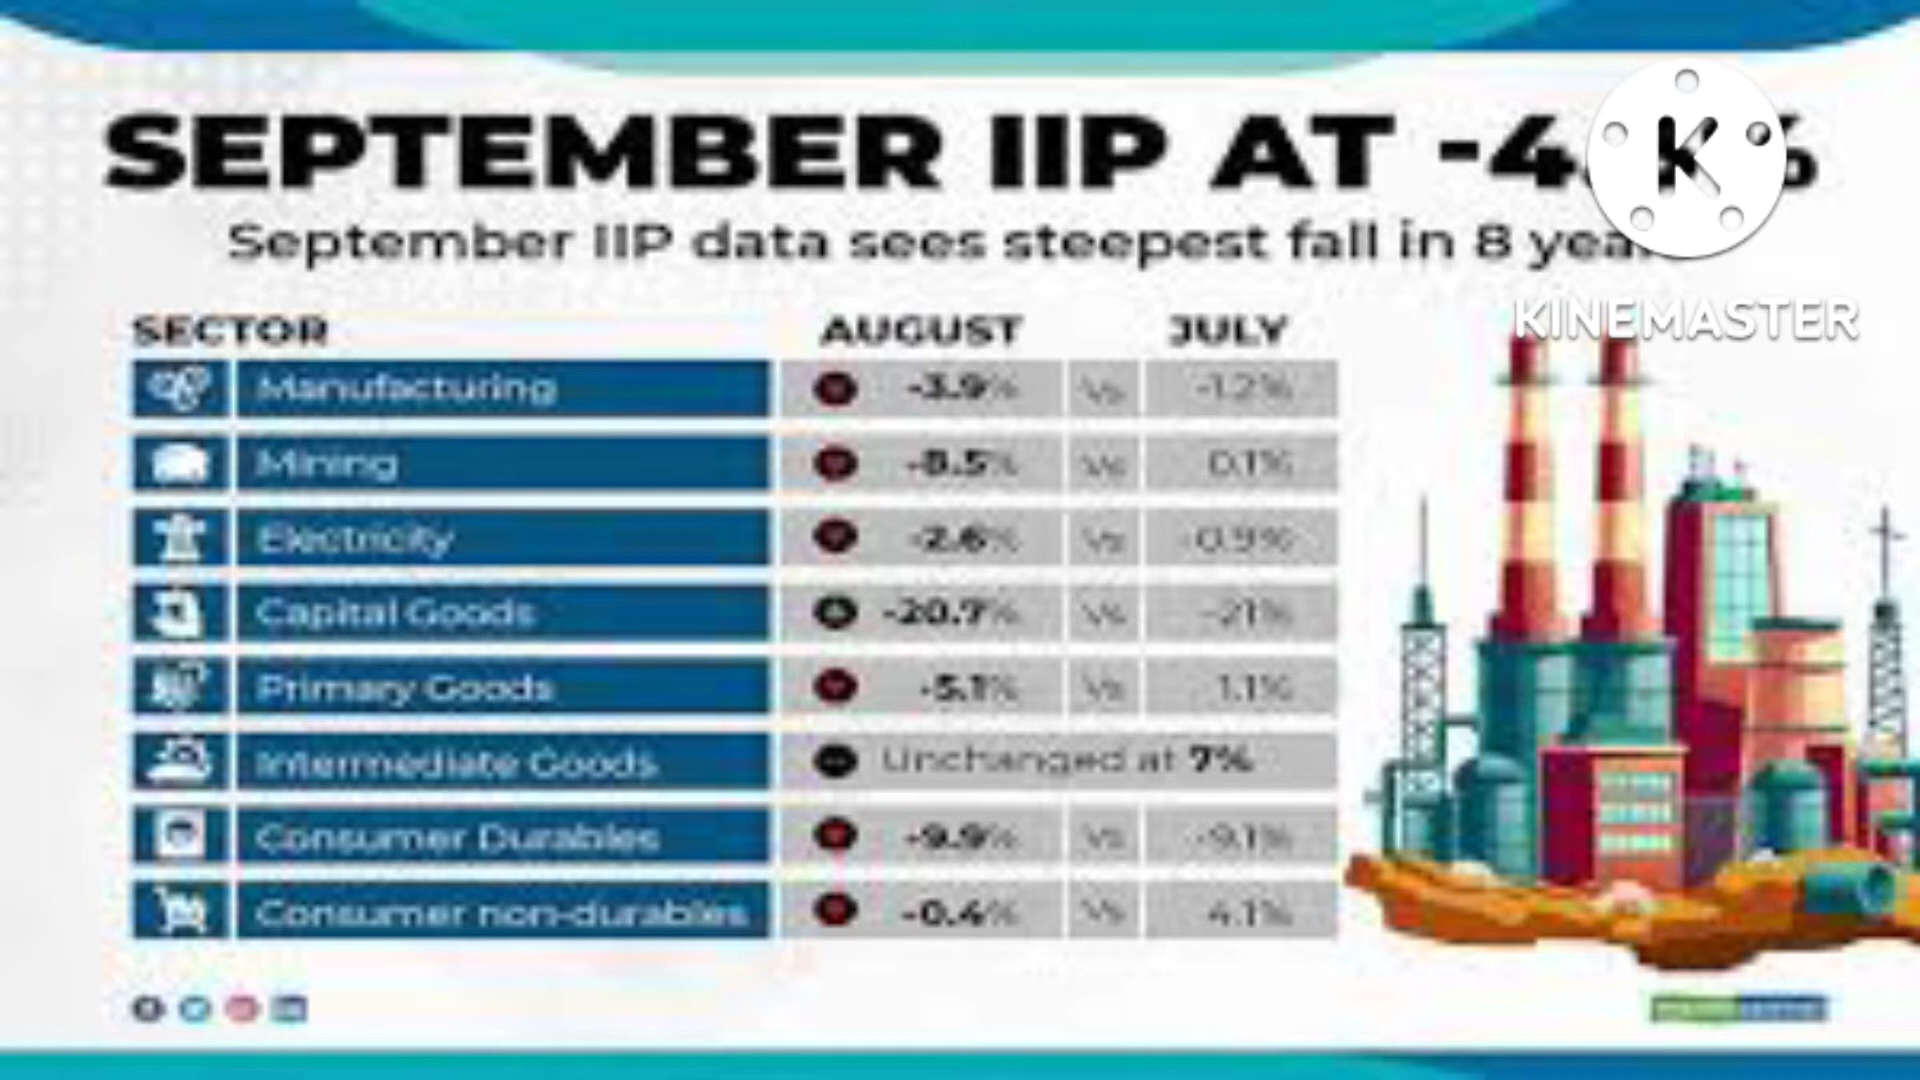 SEPTEMBER IIP AT -4
September IIP data sees steepest fall in 8
KINEMASTER
SECTOR AUGUST JULY
Manufacturing -3.9% Vs -1.2%
Mining -8.5% Vs 0.1%
Electricity -2.6% Vs -0.9%
Capital Goods -20.7% Vs -21%
Primary Goods -5.1% Vs 1.1%
Intermediate Goods Unchanged at 7%
Consumer Durables -9.9% Vs -9.1%
Consumer non-durables -0.4% Vs 4.1%